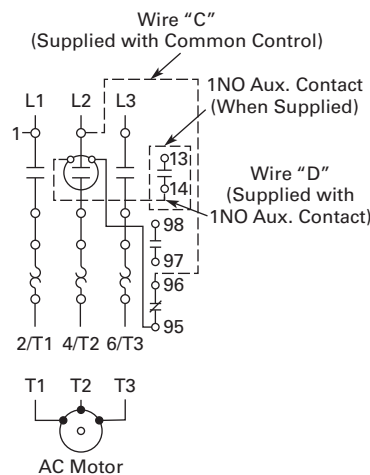 Wire “C”
(Supplied with Common Control)
1NO Aux. Contact
(When Supplied)
L1 L2 L3
1
13
14
Wire “D”
(Supplied with
1NO Aux. Contact)
98
97
96
95
2/T1 4/T2 6/T3
T1 T2 T3
AC Motor